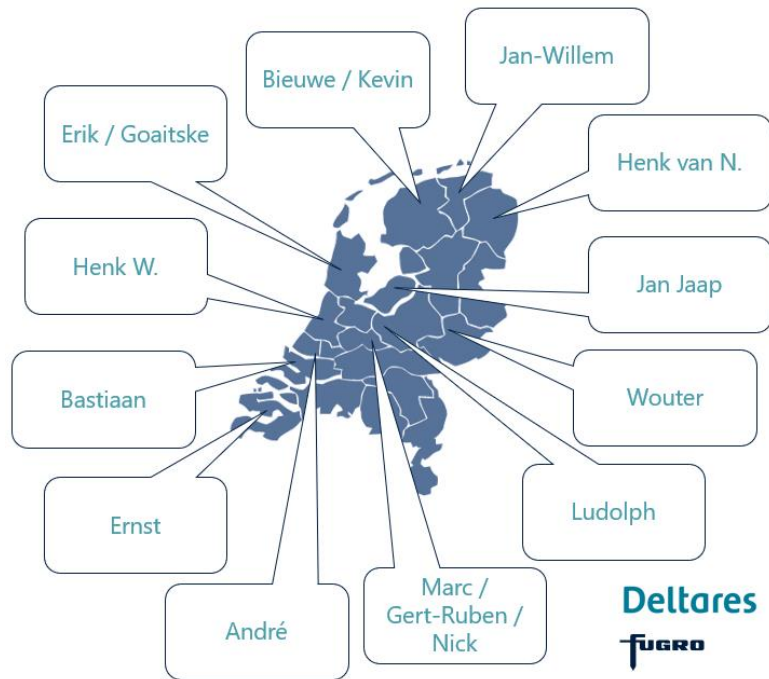 Jan-Willem
Bieuwe / Kevin
Erik / Goaitske
Henk van N.
Henk W.
Jan Jaap
Bastiaan
Wouter
Ernst
Ludolph
André
Marc /
Gert-Ruben /
Nick
Deltares
FUGRO